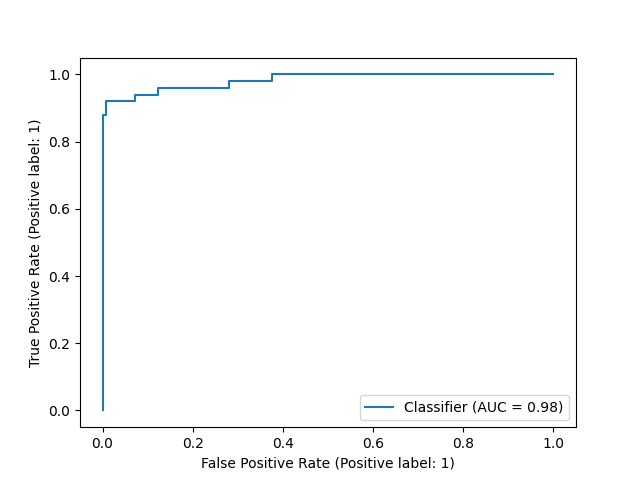 1.0
0.8
0.6
0.4
0.2
0.0
True Positive Rate (Positive label: 1)
Classifier (AUC = 0.98)
0.0 0.2 0.4 0.6 0.8 1.0
False Positive Rate (Positive label: 1)